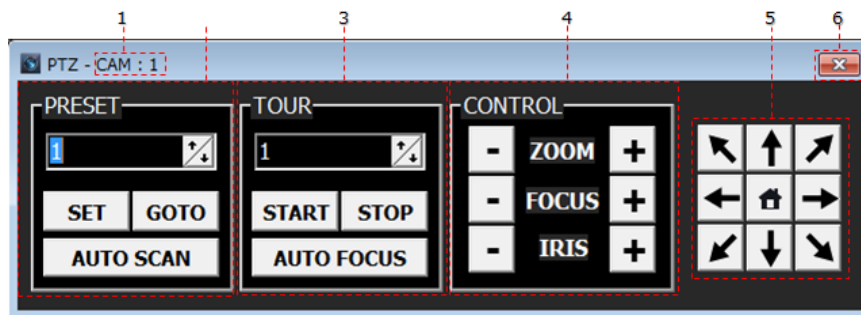 1 3 4 5 6
PTZ - CAM : 1
PRESET TOUR CONTROL
1 1 - ZOOM +
SET GOTO START STOP - FOCUS +
AUTO SCAN AUTO FOCUS - IRIS +